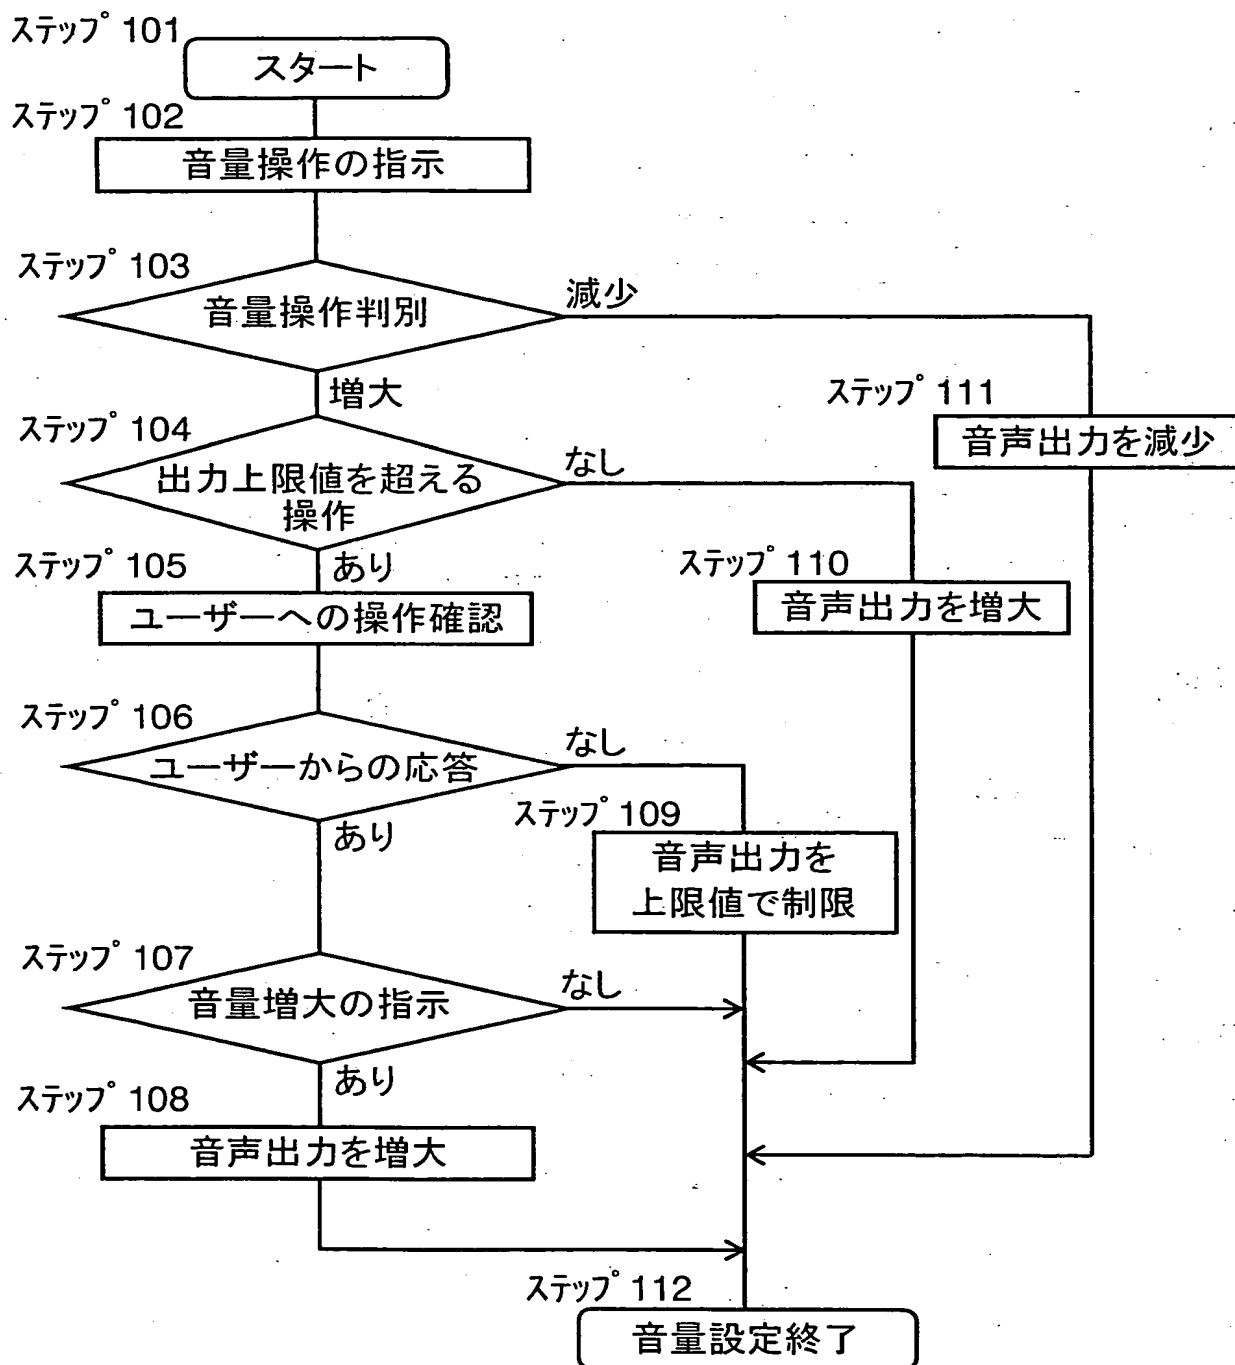 ステップ 101
スタート
ステップ 102
音量操作の指示
ステップ 103
音量操作判別
減少
増大
ステップ 111
音声出力を減少
ステップ 104
出力上限値を超える
操作
なし
あり
ステップ 105
ユーザーへの操作確認
ステップ 110
音声出力を増大
ステップ 106
ユーザーからの応答
なし
あり
ステップ 109
音声出力を
上限値で制限
ステップ 107
音量増大の指示
なし
あり
ステップ 108
音声出力を増大
ステップ 112
音量設定終了